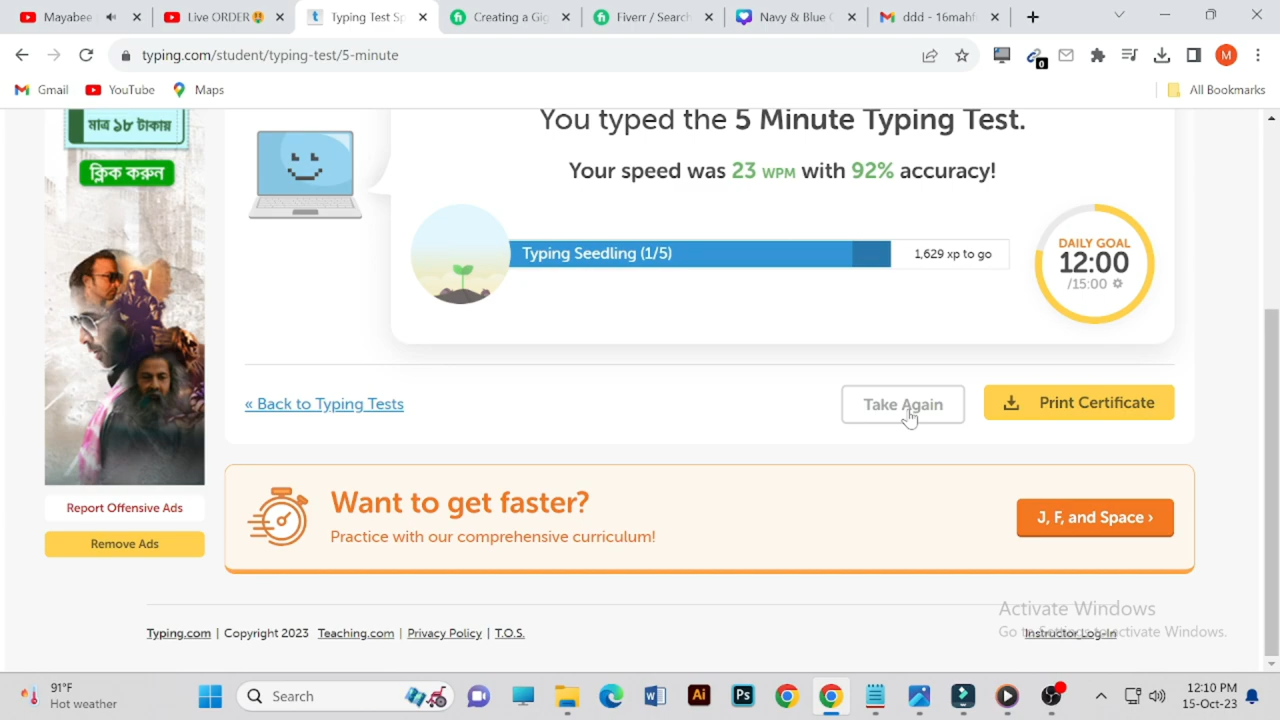 Mayabee
Live ORDER
Typing Test Sp
Creating a Gig
Fiverr / Search
Navy & Blue C
ddd - 16mahf
typing.com/student/typing-test/5-minute
0
M
Gmail
YouTube
Maps
All Bookmarks
মাত্র ১৮ টাকায়
ক্লিক করুন
You typed the 5 Minute Typing Test.
Your speed was 23 WPM with 92% accuracy!
Typing Seedling (1/5)
1,629 xp to go
DAILY GOAL
12:00
/15:00
« Back to Typing Tests
Take Again
Print Certificate
Report Offensive Ads
Remove Ads
Want to get faster?
Practice with our comprehensive curriculum!
J, F, and Space ›
Typing.com | Copyright 2023 Teaching.com | Privacy Policy | T.O.S.
Instructor Login
Activate Windows
Go to Settings to activate Windows.
91°F
Hot weather
Search
W
Ai
Ps
12:10 PM
15-Oct-23